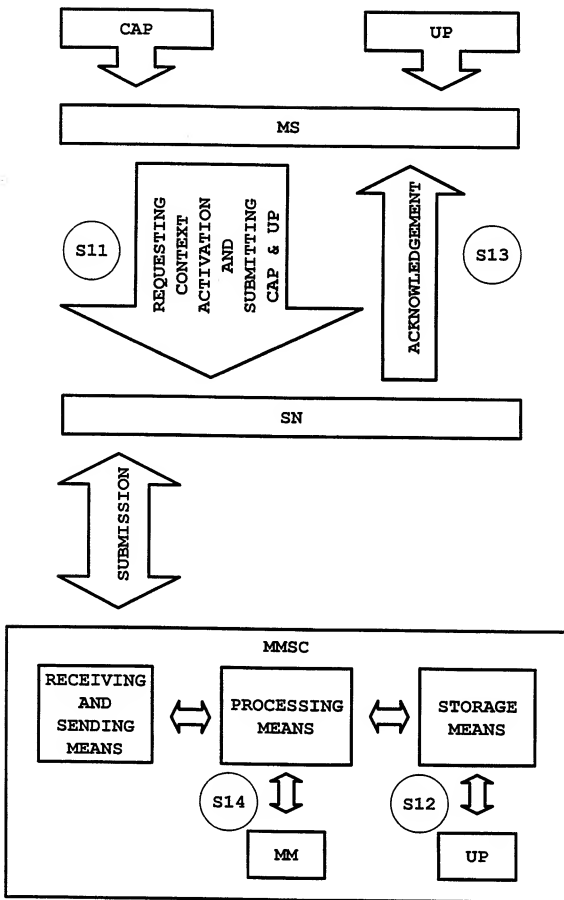 CAP
UP
MS
S11
REQUESTING
CONTEXT
ACTIVATION
AND
SUBMITTING
CAP & UP
ACKNOWLEDGEMENT
S13
SN
SUBMISSION
MMSC
RECEIVING
AND
SENDING
MEANS
PROCESSING
MEANS
STORAGE
MEANS
S14
S12
MM
UP